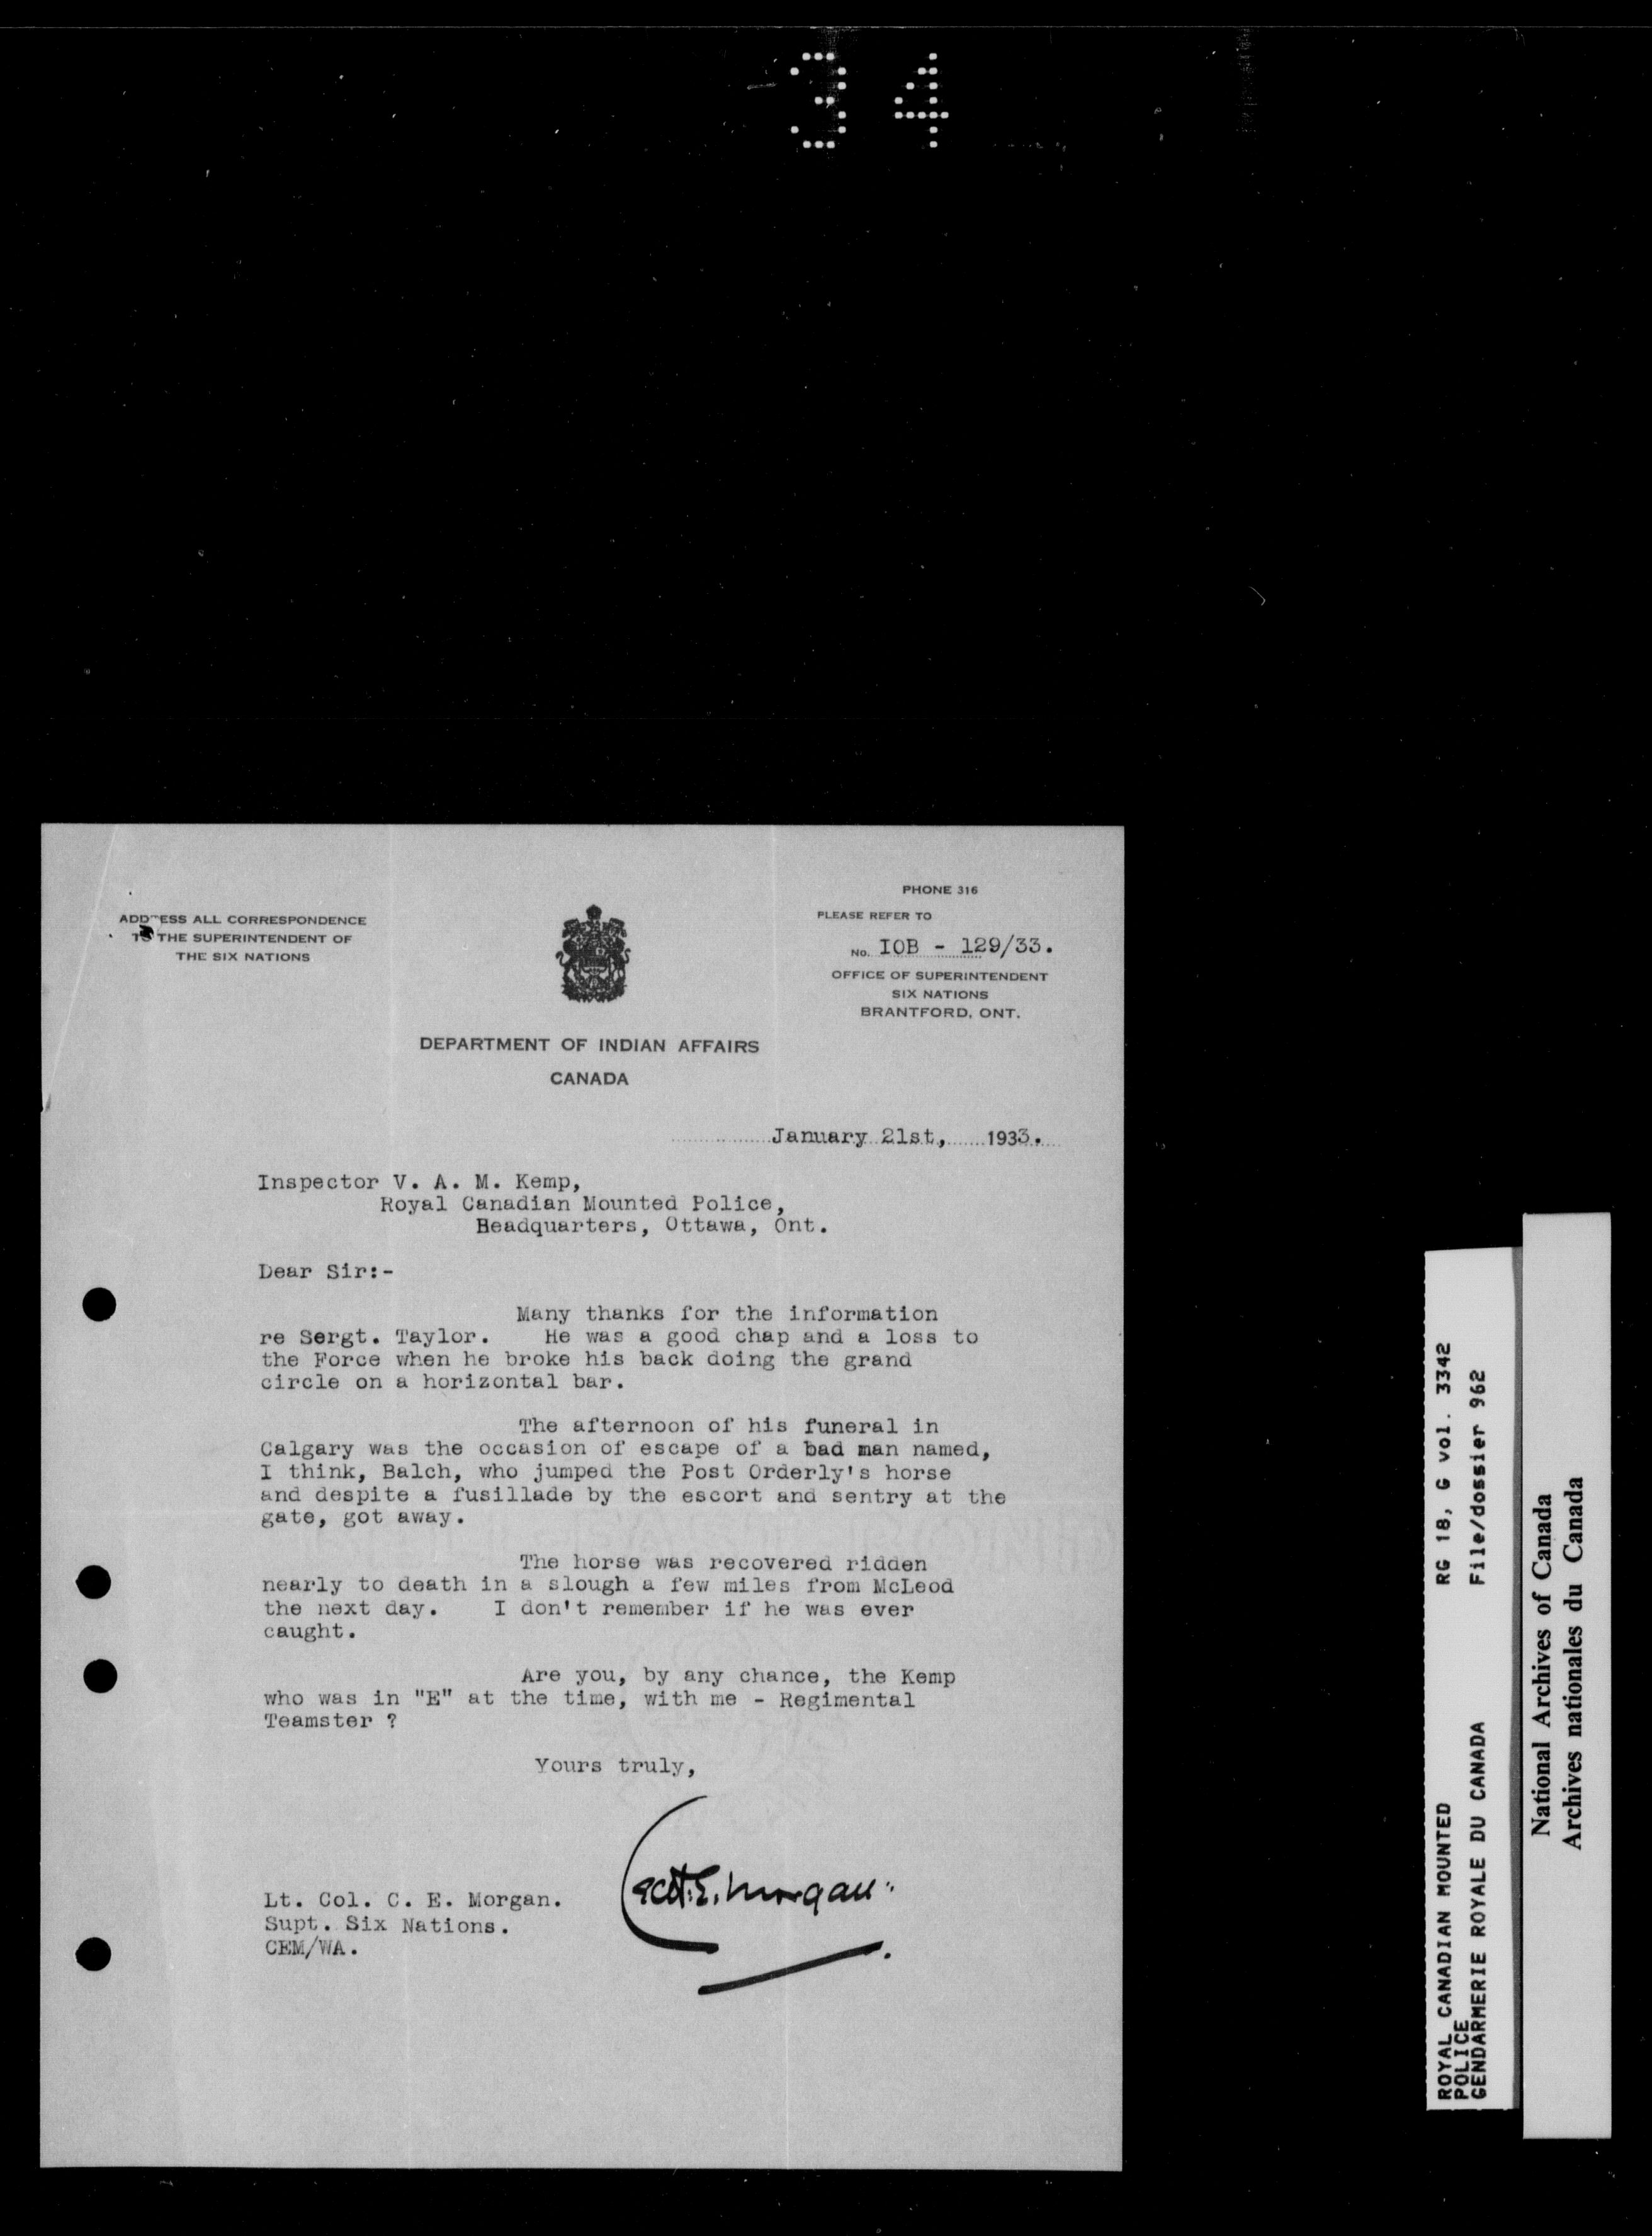 34
PHONE 316
ADDRESS ALL CORRESPONDENCE
TO THE SUPERINTENDENT OF
THE SIX NATIONS
PLEASE REFER TO
No. IOB - 129/33.
OFFICE OF SUPERINTENDENT
SIX NATIONS
BRANTFORD, ONT.
DEPARTMENT OF INDIAN AFFAIRS
CANADA
January 21st, 1933.
Inspector V. A. M. Kemp,
Royal Canadian Mounted Police,
Headquarters, Ottawa, Ont.
Dear Sir:-
Many thanks for the information
re Sergt. Taylor. He was a good chap and a loss to
the Force when he broke his back doing the grand
circle on a horizontal bar.
The afternoon of his funeral in
Calgary was the occasion of escape of a bad man named,
I think, Balch, who jumped the Post Orderly's horse
and despite a fusillade by the escort and sentry at the
gate, got away.
The horse was recovered ridden
nearly to death in a slough a few miles from McLeod
the next day. I don't remember if he was ever
caught.
Are you, by any chance, the Kemp
who was in "E" at the time, with me - Regimental
Teamster ?
Yours truly,
E. Morgan
Lt. Col. C. E. Morgan.
Supt. Six Nations.
CEM/WA.
ROYAL CANADIAN MOUNTED RG 18, G vol. 3342
POLICE
GENDARMERIE ROYALE DU CANADA File/dossier 962
National Archives of Canada
Archives nationales du Canada